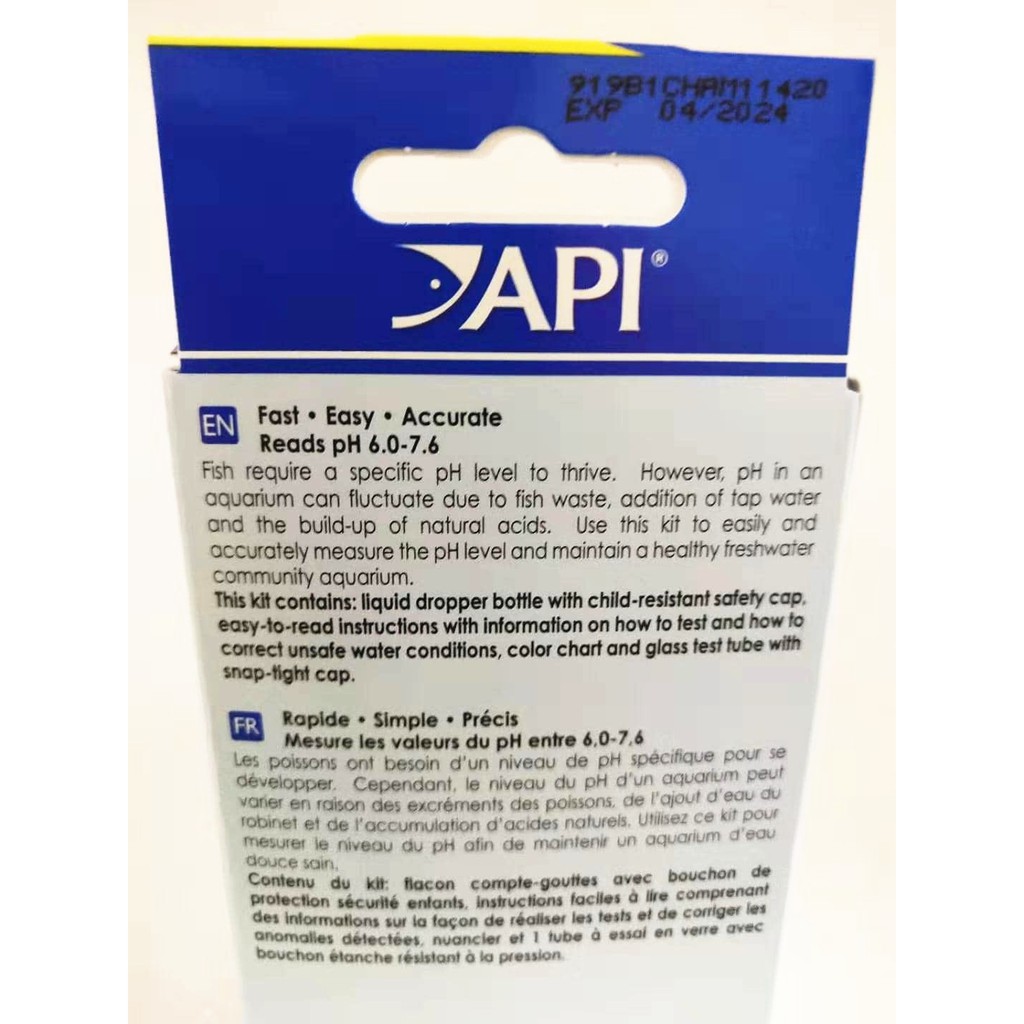 919B1CHAM11420
EXP 04/2024
API®
EN
Fast • Easy • Accurate
Reads pH 6.0-7.6
Fish require a specific pH level to thrive. However, pH in an
aquarium can fluctuate due to fish waste, addition of tap water
and the build-up of natural acids. Use this kit to easily and
accurately measure the pH level and maintain a healthy freshwater
community aquarium.
This kit contains: liquid dropper bottle with child-resistant safety cap,
easy-to-read instructions with information on how to test and how to
correct unsafe water conditions, color chart and glass test tube with
snap-tight cap.
FR
Rapide • Simple • Précis
Mesure les valeurs du pH entre 6,0-7,6
Les poissons ont besoin d'un niveau de pH spécifique pour se
développer. Cependant, le niveau du pH d'un aquarium peut
varier en raison des excréments des poissons, de l'ajout d'eau du
robinet et de l'accumulation d'acides naturels. Utilisez ce kit pour
mesurer le niveau du pH afin de maintenir un aquarium d'eau
douce sain.
Contenu du kit: flacon compte-gouttes avec bouchon de
protection sécurité enfants, instructions faciles à lire comprenant
des informations sur la façon de réaliser les tests et de corriger les
anomalies détectées, nuancier et 1 tube à essai en verre avec
bouchon étanche résistant à la pression.